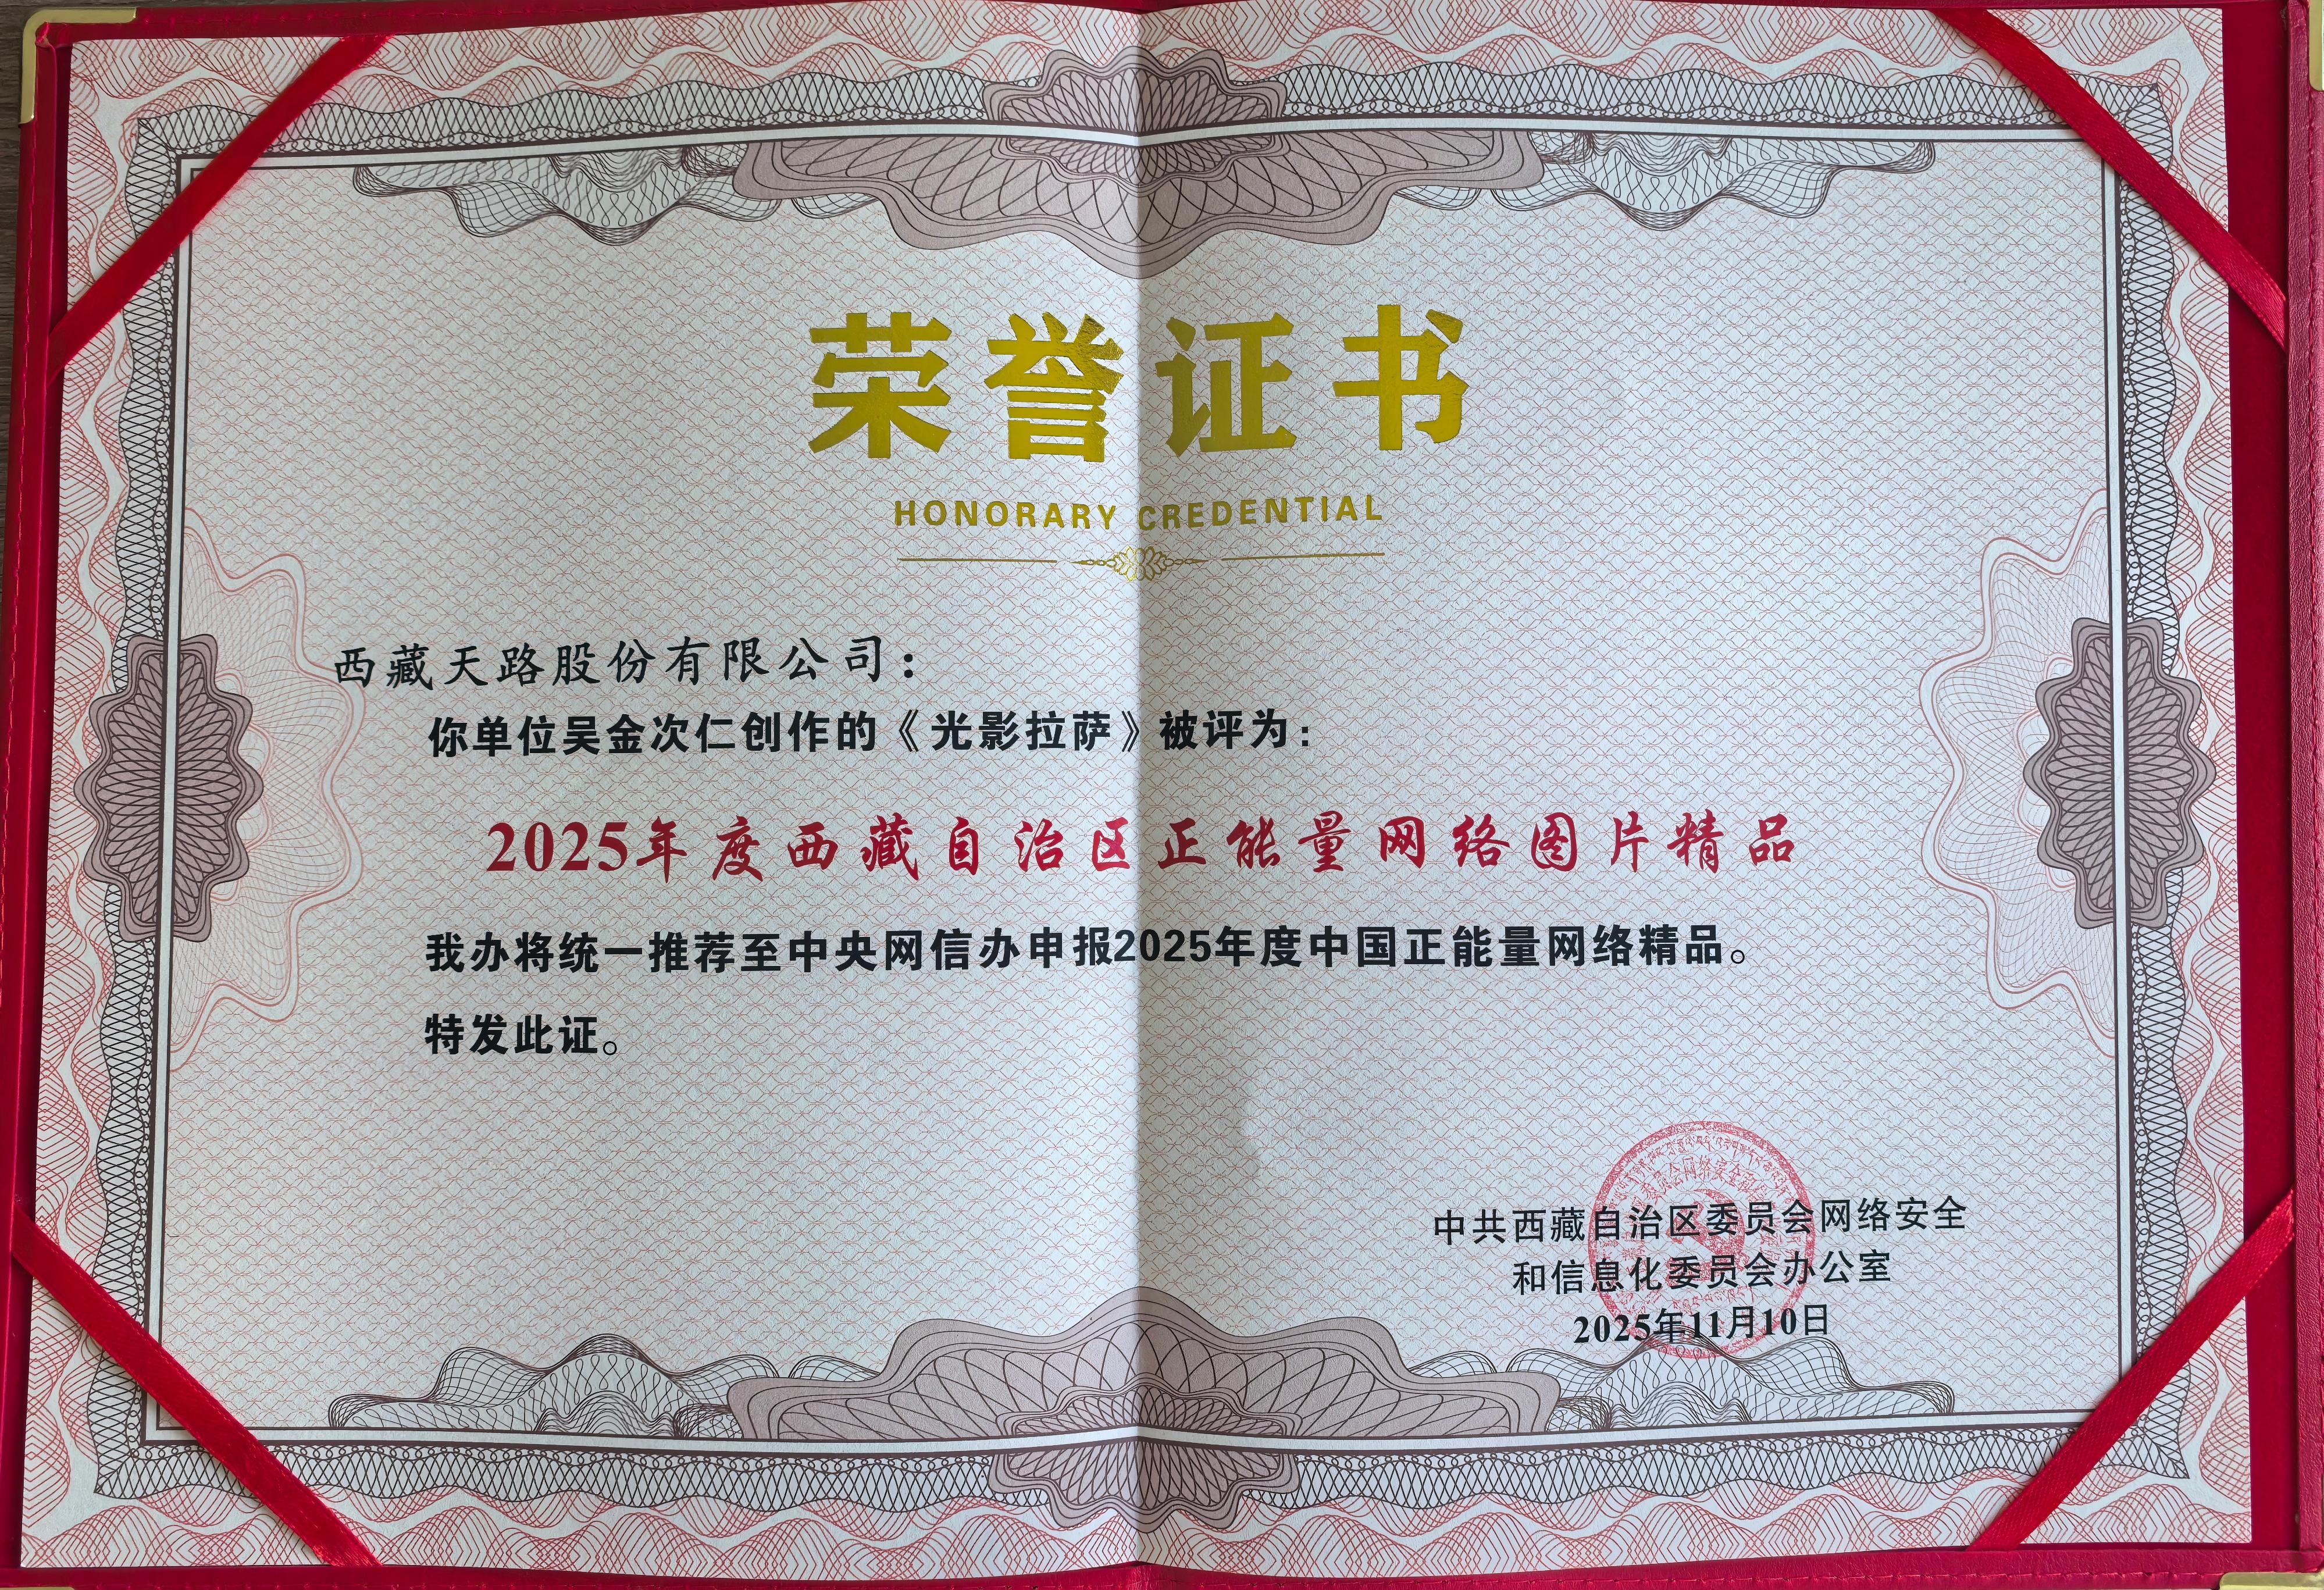 荣誉证书
HONORARY CREDENTIAL
西藏天路股份有限公司：
你单位吴金次仁创作的《光影拉萨》被评为：
2025年度西藏自治区正能量网络图片精品
我办将统一推荐至中央网信办申报2025年度中国正能量网络精品。
特发此证。
中共西藏自治区委员会网络安全
和信息化委员会办公室
2025年11月10日